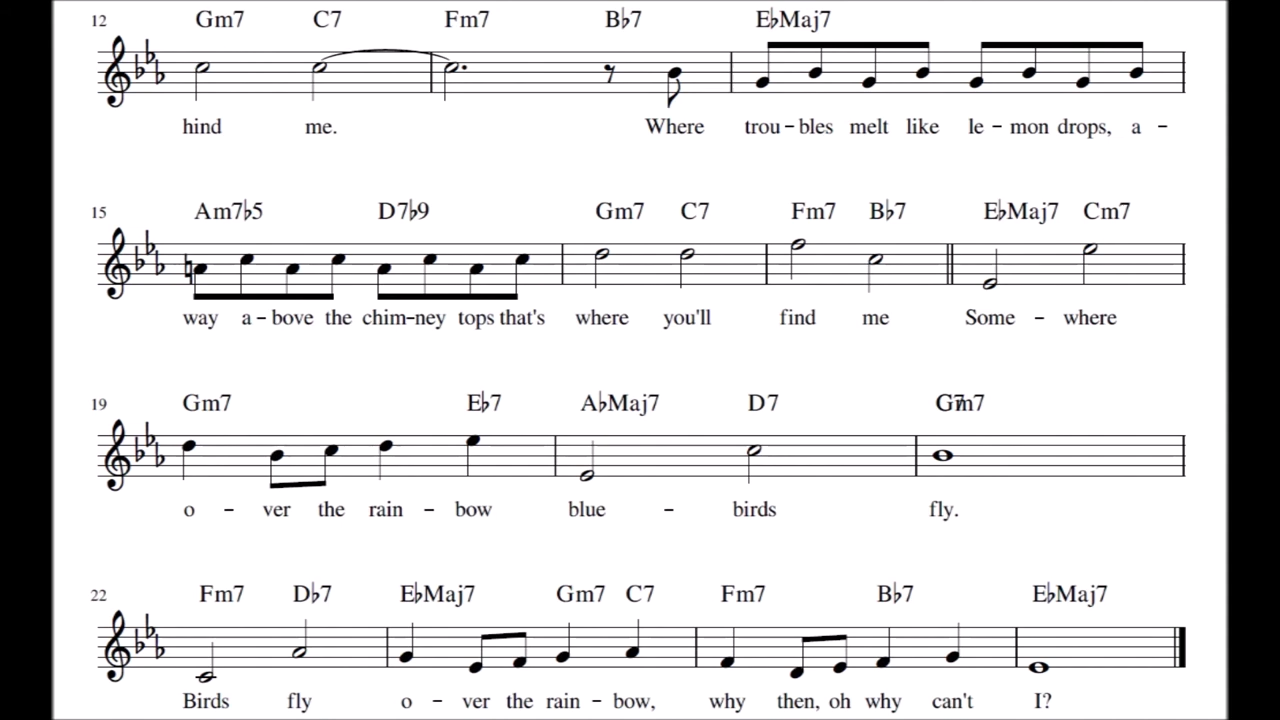 12 Gm7 C7 Fm7 B♭7 E♭Maj7
hind me. Where trou – bles melt like le – mon drops, a –
15 Am7♭5 D7♭9 Gm7 C7 Fm7 B♭7 E♭Maj7 Cm7
way a – bove the chim – ney tops that's where you'll find me Some – where
19 Gm7 E♭7 A♭Maj7 D7 Gm7
o – ver the rain – bow blue – birds fly.
22 Fm7 D♭7 E♭Maj7 Gm7 C7 Fm7 B♭7 E♭Maj7
Birds fly o – ver the rain – bow, why then, oh why can't I?